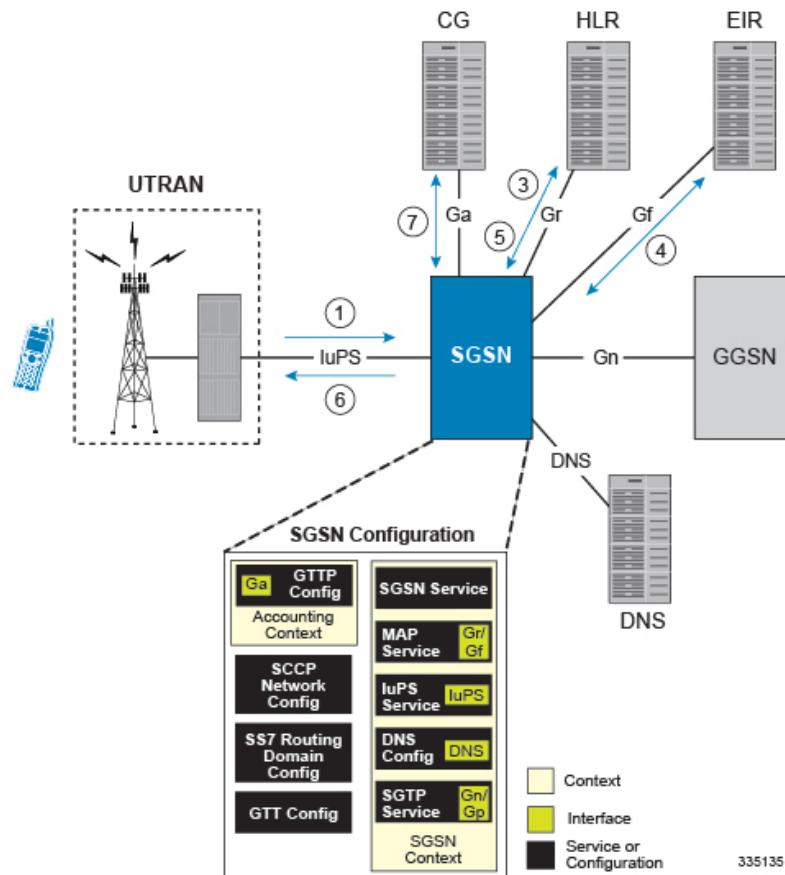 CG
HLR
EIR
UTRAN
3
7
Ga
5
Gr
Gf
4
1
IuPS
6
SGSN
Gn
GGSN
DNS
DNS
SGSN Configuration
Ga
GTTP
Config
Accounting
Context
SCCP
Network
Config
SS7 Routing
Domain
Config
GTT Config
SGSN Service
MAP
Service
Gr/
Gf
IuPS
Service
IuPS
DNS
Config
DNS
SGTP
Service
Gn/
Gp
SGSN
Context
Context
Interface
Service or
Configuration
335135